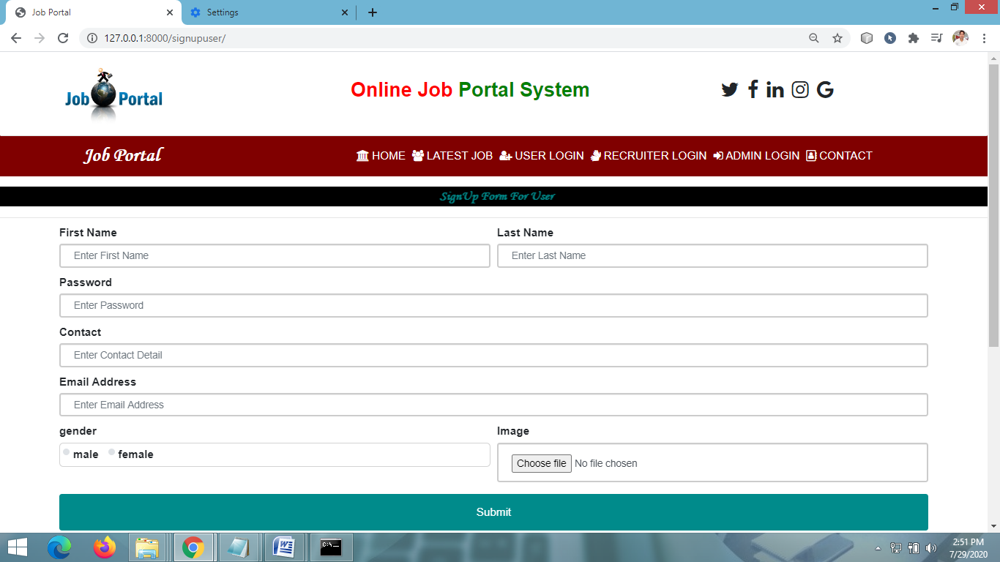 Job Portal
Settings
127.0.0.1:8000/signupuser/
Job Portal
Online Job Portal System
Job Portal
HOME LATEST JOB USER LOGIN RECRUITER LOGIN ADMIN LOGIN CONTACT
SignUp Form For User
First Name
Last Name
Enter First Name
Enter Last Name
Password
Enter Password
Contact
Enter Contact Detail
Email Address
Enter Email Address
gender
Image
male female
Choose file No file chosen
Submit
C:\
2:51 PM
7/29/2020